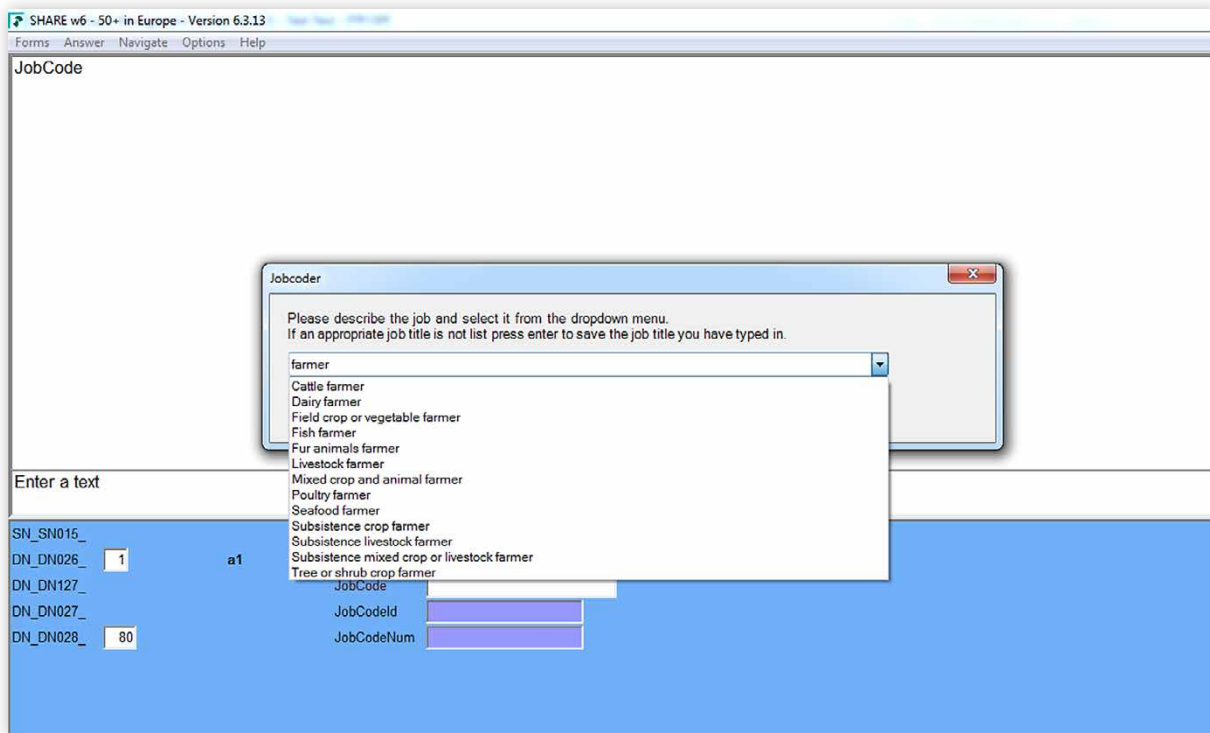 SHARE w6 - 50+ in Europe - Version 6.3.13
Forms Answer Navigate Options Help
JobCode
Jobcoder
Please describe the job and select it from the dropdown menu.
If an appropriate job title is not list press enter to save the job title you have typed in.
farmer
Cattle farmer
Dairy farmer
Field crop or vegetable farmer
Fish farmer
Fur animals farmer
Livestock farmer
Mixed crop and animal farmer
Poultry farmer
Seafood farmer
Subsistence crop farmer
Subsistence livestock farmer
Subsistence mixed crop or livestock farmer
Tree or shrub crop farmer
Enter a text
SN_SN015_
DN_DN026_ 1 a1
DN_DN127_ JobCode
DN_DN027_ JobCodeId
DN_DN028_ 80 JobCodeNum